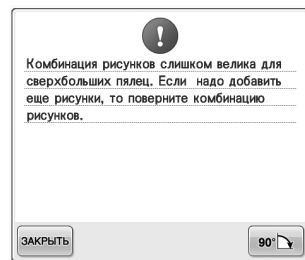 Комбинация рисунков слишком велика для
сверхбольших пялец. Если надо добавить
еще рисунки, то поверните комбинацию
рисунков.
ЗАКРЫТЬ
90°